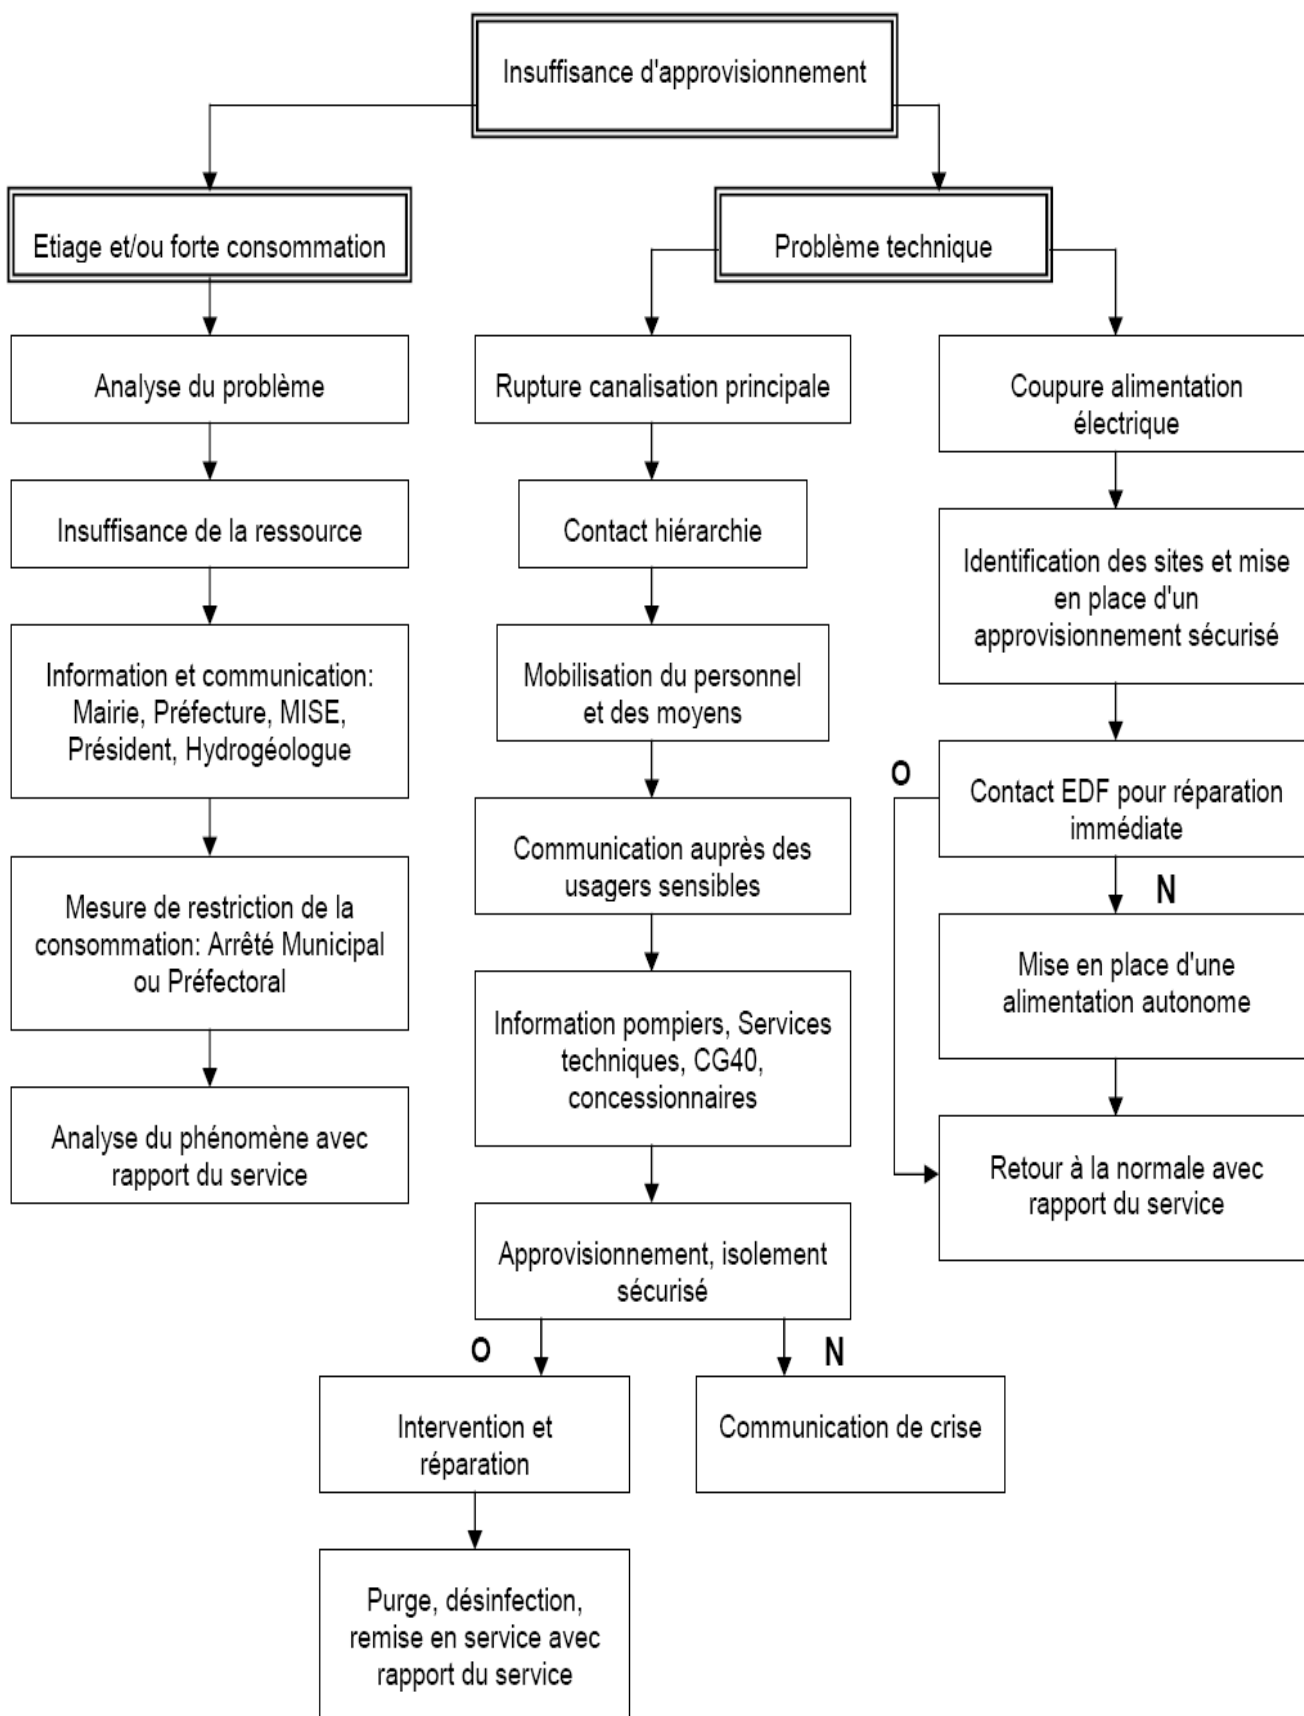 Insuffisance d'approvisionnement
Etiage et/ou forte consommation
Analyse du problème
Insuffisance de la ressource
Information et communication:
Mairie, Préfecture, MISE,
Président, Hydrogéologue
Mesure de restriction de la
consommation: Arrêté Municipal
ou Préfectoral
Analyse du phénomène avec
rapport du service
Problème technique
Rupture canalisation principale
Contact hiérarchie
Mobilisation du personnel
et des moyens
Communication auprès des
usagers sensibles
Information pompiers, Services
techniques, CG40,
concessionnaires
Approvisionnement, isolement
sécurisé
O
Intervention et
réparation
Purge, désinfection,
remise en service avec
rapport du service
N
Communication de crise
Coupure alimentation
électrique
Identification des sites et mise
en place d'un
approvisionnement sécurisé
Contact EDF pour réparation
immédiate
O
N
Mise en place d'une
alimentation autonome
Retour à la normale avec
rapport du service